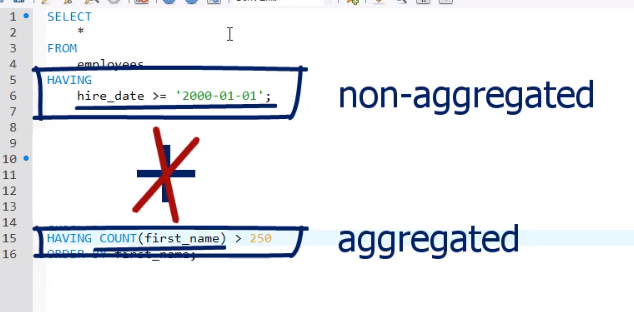 1 SELECT
2 *
3 FROM
4 employees
5 HAVING
6 hire_date >= '2000-01-01';
7
non-aggregated
8
9
10
11
12
13
14
15 HAVING COUNT(first_name) > 250
16 ORDER BY first_name;
aggregated